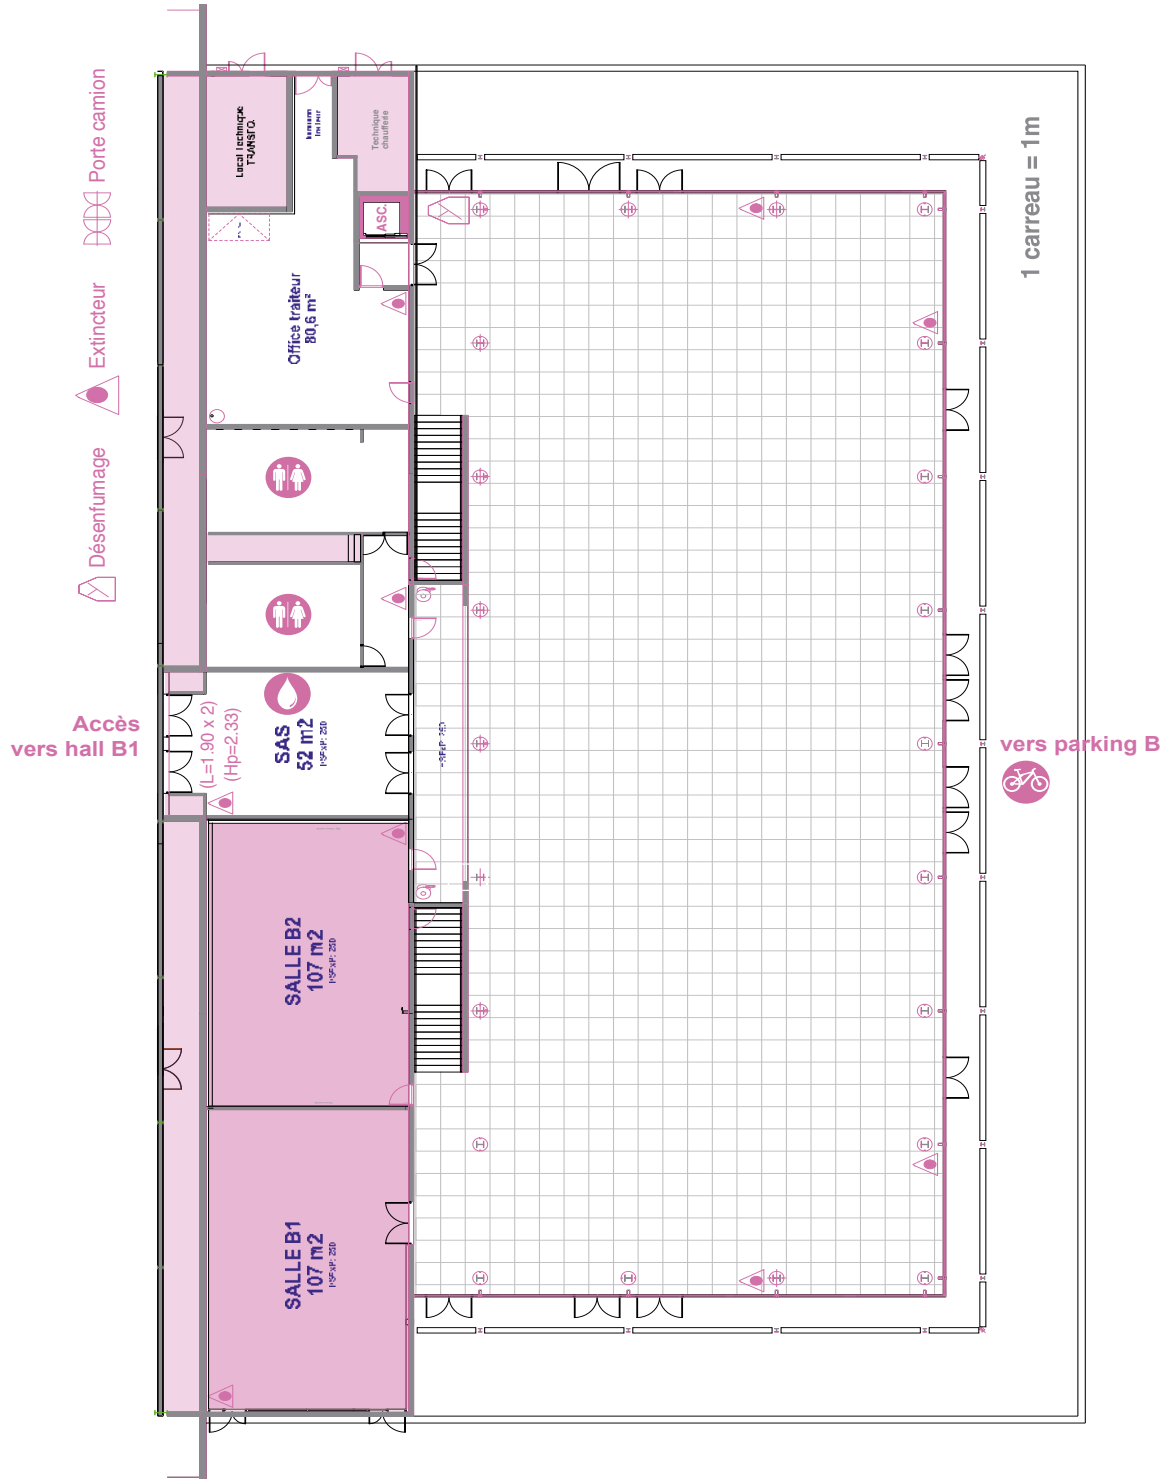 Porte camion
Extincteur
Désenfumage
1 carreau = 1m
Local Technique
TRANSFO.
Technique
chaufferie
ASC.
Office traiteur
80,6 m²
Accès
vers hall B1
(L=1.90 x 2)
(Hp=2.33)
SAS
52 m2
vers parking B
SALLE B2
107 m2
SALLE B1
107 m2